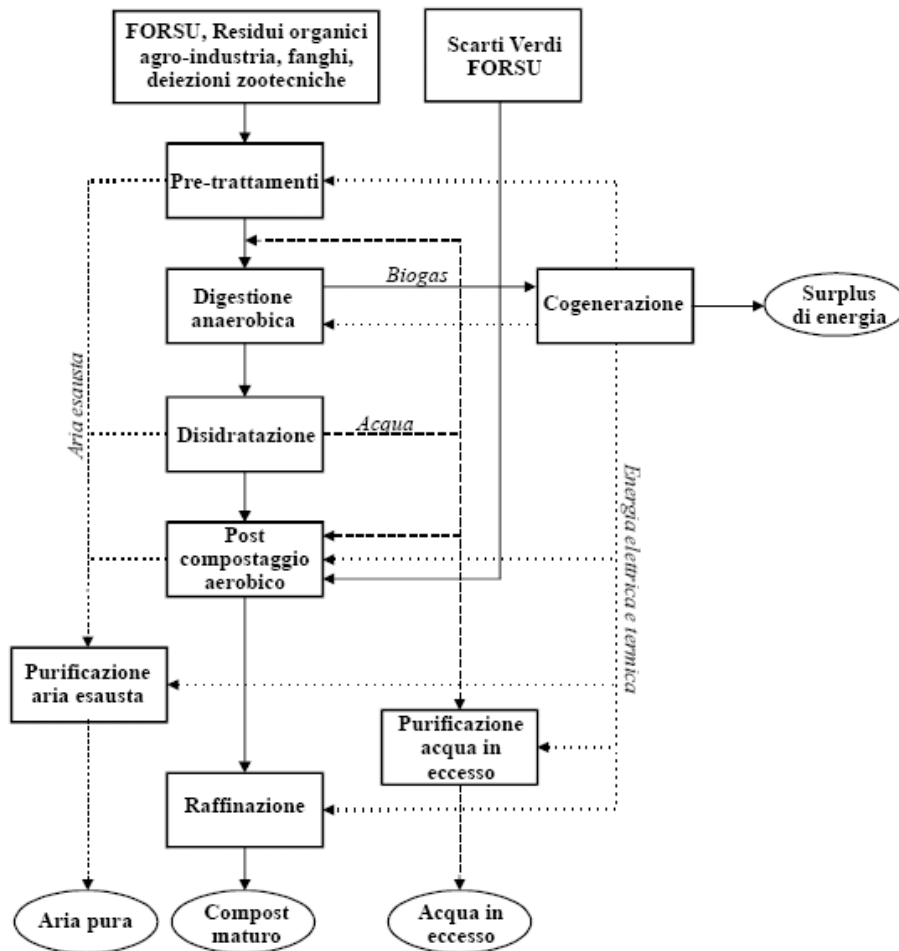 FORSU, Residui organici
agro-industria, fanghi,
deiezioni zootecniche
Scarti Verdi
FORSU
Pre-trattamenti
Biogas
Digestione
anaerobica
Cogenerazione
Surplus
di energia
Aria esausta
Disidratazione
Acqua
Energia elettrica e termica
Post
compostaggio
aerobico
Purificazione
aria esausta
Purificazione
acqua in
eccesso
Raffinazione
Aria pura
Compost
maturo
Acqua in
eccesso